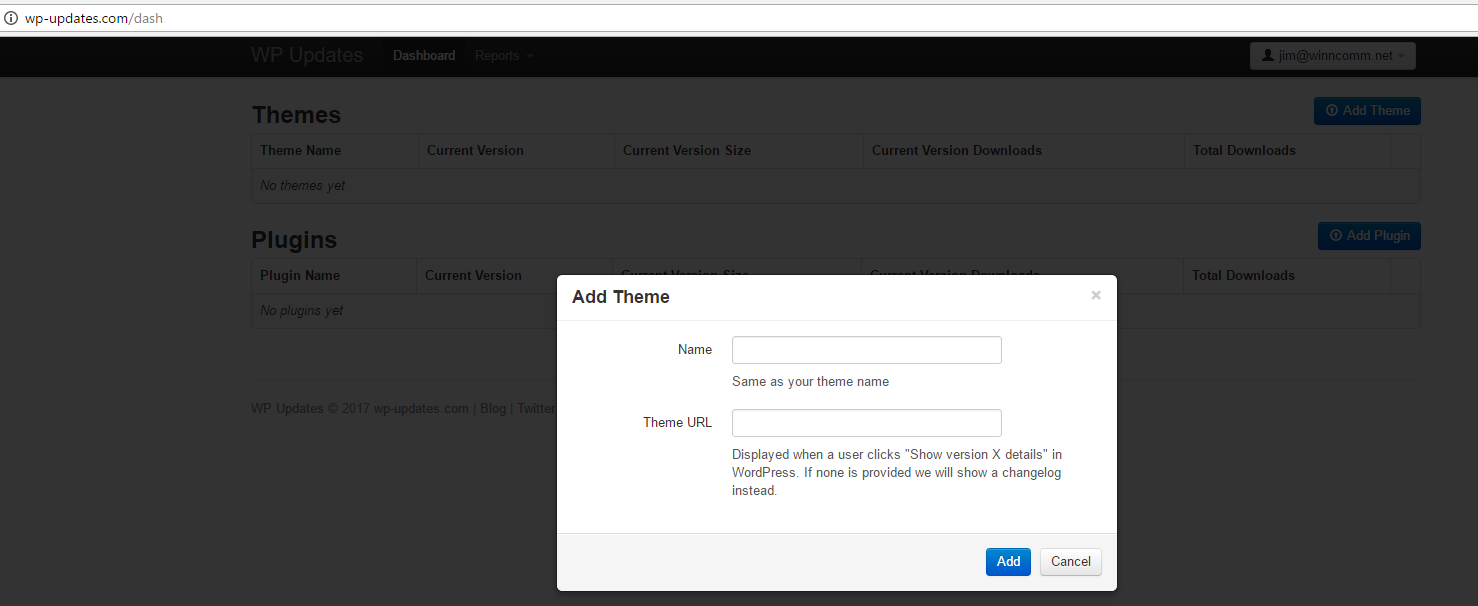 wp-updates.com/dash
WP Updates Dashboard Reports jim@winncomm.net
Themes Add Theme
Theme Name Current Version Current Version Size Current Version Downloads Total Downloads
No themes yet
Plugins Add Plugin
Plugin Name Current Version Current Version Size Current Version Downloads Total Downloads
No plugins yet
WP Updates © 2017 wp-updates.com | Blog | Twitter
Add Theme ×
Name
Same as your theme name
Theme URL
Displayed when a user clicks "Show version X details" in
WordPress. If none is provided we will show a changelog
instead.
Add Cancel